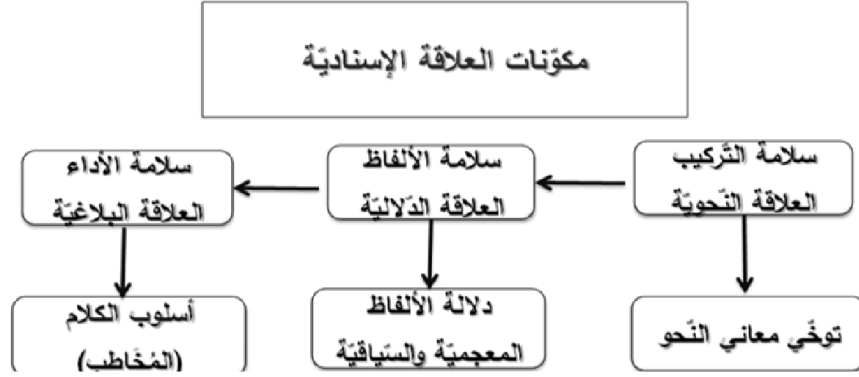 مكوّنات العلاقة الإسناديّة
سلامة التّركيب
العلاقة النّحويّة
سلامة الألفاظ
العلاقة الدّلاليّة
سلامة الأداء
العلاقة البلاغيّة
توخّي معاني النّحو
دلالة الألفاظ
المعجميّة والسّياقيّة
أسلوب الكلام
(المُخَاطب)